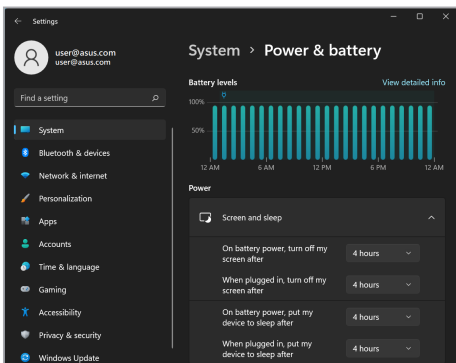 Settings
user@asus.com
user@asus.com
Find a setting
System
Bluetooth & devices
Network & internet
Personalization
Apps
Accounts
Time & language
Gaming
Accessibility
Privacy & security
Windows Update
System > Power & battery
Battery levels
View detailed info
100%
50%
12 AM 6 AM 12 PM 6 PM 12 AM
Power
Screen and sleep
On battery power, turn off my
screen after
4 hours
When plugged in, turn off my
screen after
4 hours
On battery power, put my
device to sleep after
4 hours
When plugged in, put my
device to sleep after
4 hours